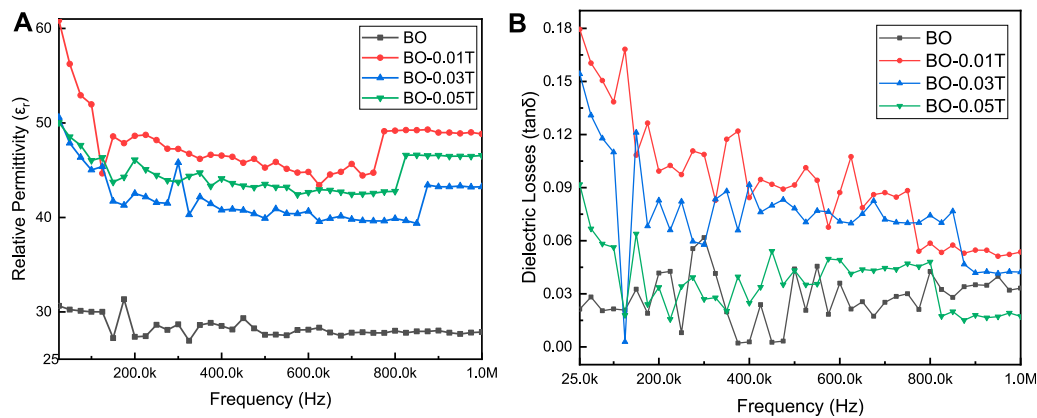 A
60
50
40
30
25
Relative Permittivity (εr)
200.0k 400.0k 600.0k 800.0k 1.0M
Frequency (Hz)
BO
BO-0.01T
BO-0.03T
BO-0.05T
B
0.18
0.15
0.12
0.09
0.06
0.03
0.00
Dielectric Losses (tanδ)
25.0k 200.0k 400.0k 600.0k 800.0k 1.0M
Frequency (Hz)
BO
BO-0.01T
BO-0.03T
BO-0.05T